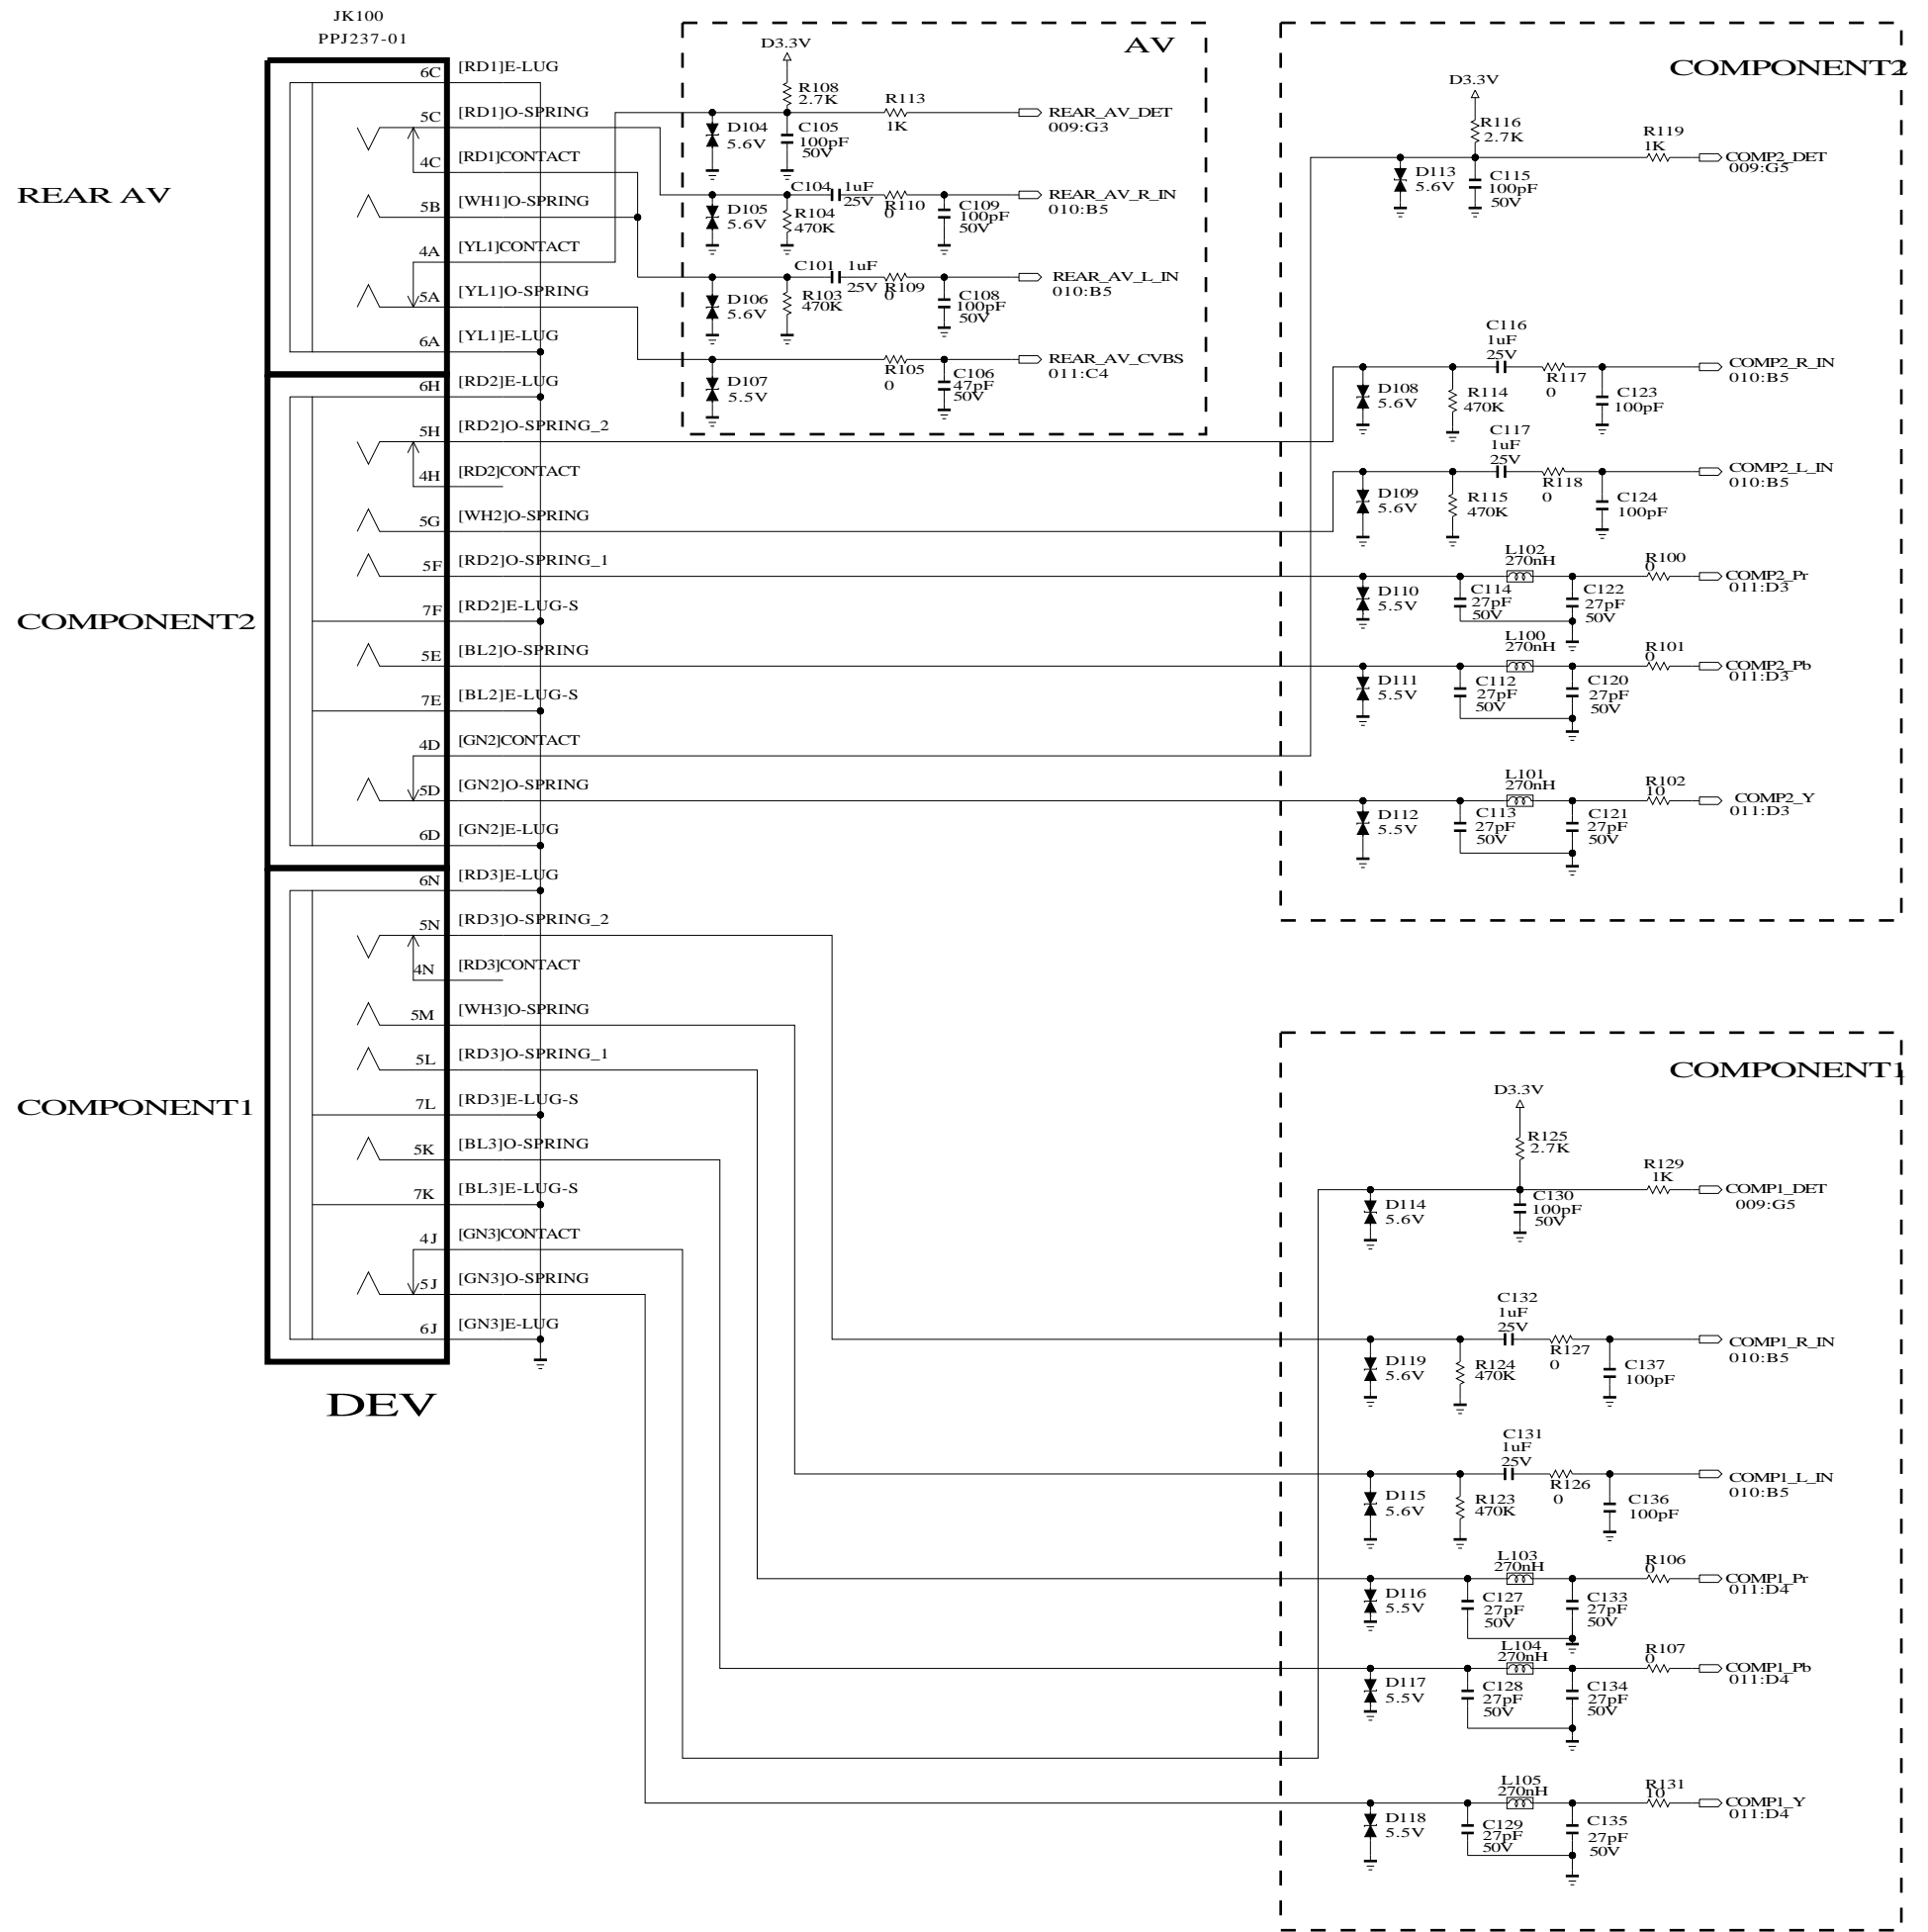 JK100
PPJ237-01
REAR AV
COMPONENT2
COMPONENT1
DEV
6C [RD1]E-LUG
5C [RD1]O-SPRING
4C [RD1]CONTACT
5B [WH1]O-SPRING
4A [YL1]CONTACT
5A [YL1]O-SPRING
6A [YL1]E-LUG
6H [RD2]E-LUG
5H [RD2]O-SPRING_2
4H [RD2]CONTACT
5G [WH2]O-SPRING
5F [RD2]O-SPRING_1
7F [RD2]E-LUG-S
5E [BL2]O-SPRING
7E [BL2]E-LUG-S
4D [GN2]CONTACT
5D [GN2]O-SPRING
6D [GN2]E-LUG
6N [RD3]E-LUG
5N [RD3]O-SPRING_2
4N [RD3]CONTACT
5M [WH3]O-SPRING
5L [RD3]O-SPRING_1
7L [RD3]E-LUG-S
5K [BL3]O-SPRING
7K [BL3]E-LUG-S
4J [GN3]CONTACT
5J [GN3]O-SPRING
6J [GN3]E-LUG
AV
D3.3V
R108
2.7K
R113
1K
REAR_AV_DET
009:G3
D104
5.6V
C105
100pF
50V
C104 1uF
25V
R110
0
REAR_AV_R_IN
010:B5
D105
5.6V
R104
470K
C109
100pF
50V
C101 1uF
25V
R109
0
REAR_AV_L_IN
010:B5
D106
5.6V
R103
470K
C108
100pF
50V
REAR_AV_CVBS
011:C4
D107
5.5V
R105
0
C106
47pF
50V
COMPONENT2
D3.3V
R116
2.7K
R119
1K
COMP2_DET
009:G5
D113
5.6V
C115
100pF
50V
C116
1uF
25V
R117
0
COMP2_R_IN
010:B5
D108
5.6V
R114
470K
C123
100pF
C117
1uF
25V
R118
0
COMP2_L_IN
010:B5
D109
5.6V
R115
470K
C124
100pF
L102
270nH
R100
0
COMP2_Pr
011:D3
D110
5.5V
C114
27pF
50V
C122
27pF
50V
L100
270nH
R101
0
COMP2_Pb
011:D3
D111
5.5V
C112
27pF
50V
C120
27pF
50V
L101
270nH
R102
10
COMP2_Y
011:D3
D112
5.5V
C113
27pF
50V
C121
27pF
50V
COMPONENT1
D3.3V
R125
2.7K
R129
1K
COMP1_DET
009:G5
D114
5.6V
C130
100pF
50V
C132
1uF
25V
R127
0
COMP1_R_IN
010:B5
D119
5.6V
R124
470K
C137
100pF
C131
1uF
25V
R126
0
COMP1_L_IN
010:B5
D115
5.6V
R123
470K
C136
100pF
L103
270nH
R106
0
COMP1_Pr
011:D4
D116
5.5V
C127
27pF
50V
C133
27pF
50V
L104
270nH
R107
0
COMP1_Pb
011:D4
D117
5.5V
C128
27pF
50V
C134
27pF
50V
L105
270nH
R131
10
COMP1_Y
011:D4
D118
5.5V
C129
27pF
50V
C135
27pF
50V